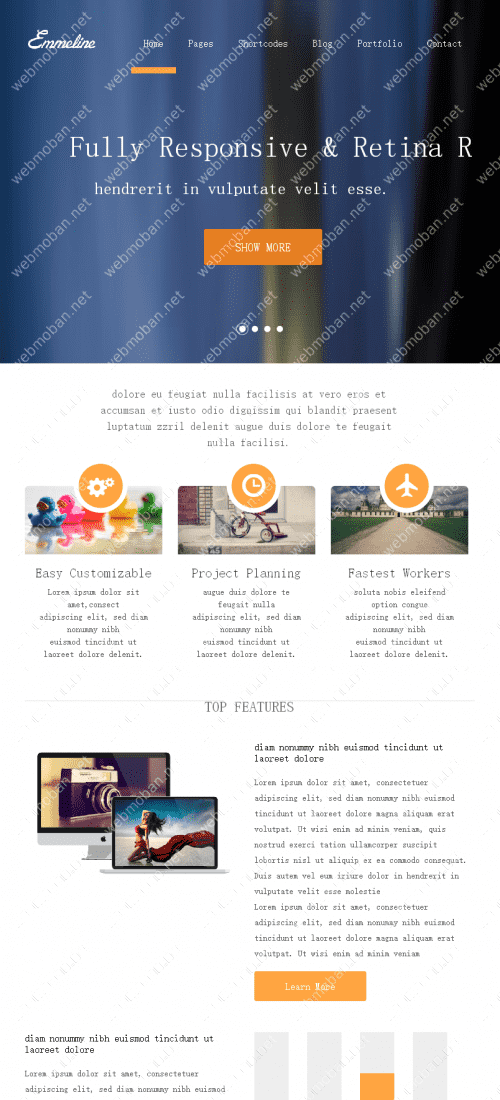 Emmeline
Home Pages Shortcodes Blog Portfolio Contact
Fully Responsive & Retina R
hendrerit in vulputate velit esse.
SHOW MORE
dolore eu feugiat nulla facilisis at vero eros et
accumsan et iusto odio dignissim qui blandit praesent
luptatum zzril delenit augue duis dolore te feugait
nulla facilisi.
Easy Customizable
Lorem ipsum dolor sit
amet,consect
adipiscing elit, sed diam
nonummy nibh
euismod tincidunt ut
laoreet dolore delenit.
Project Planning
augue duis dolore te
feugait nulla
adipiscing elit, sed diam
nonummy nibh
euismod tincidunt ut
laoreet dolore delenit.
Fastest Workers
soluta nobis eleifend
option congue
adipiscing elit, sed diam
nonummy nibh
euismod tincidunt ut
laoreet dolore delenit.
TOP FEATURES
diam nonummy nibh euismod tincidunt ut
laoreet dolore
Lorem ipsum dolor sit amet, consectetuer
adipiscing elit, sed diam nonummy nibh euismod
tincidunt ut laoreet dolore magna aliquam erat
volutpat. Ut wisi enim ad minim veniam, quis
nostrud exerci tation ullamcorper suscipit
lobortis nisl ut aliquip ex ea commodo consequat.
Duis autem vel eum iriure dolor in hendrerit in
vulputate velit esse molestie
Lorem ipsum dolor sit amet, consectetuer
adipiscing elit, sed diam nonummy nibh euismod
tincidunt ut laoreet dolore magna aliquam erat
volutpat. Ut wisi enim ad minim veniam
Learn More
diam nonummy nibh euismod tincidunt ut
laoreet dolore
Lorem ipsum dolor sit amet, consectetuer
adipiscing elit, sed diam nonummy nibh euismod
webmoban.net